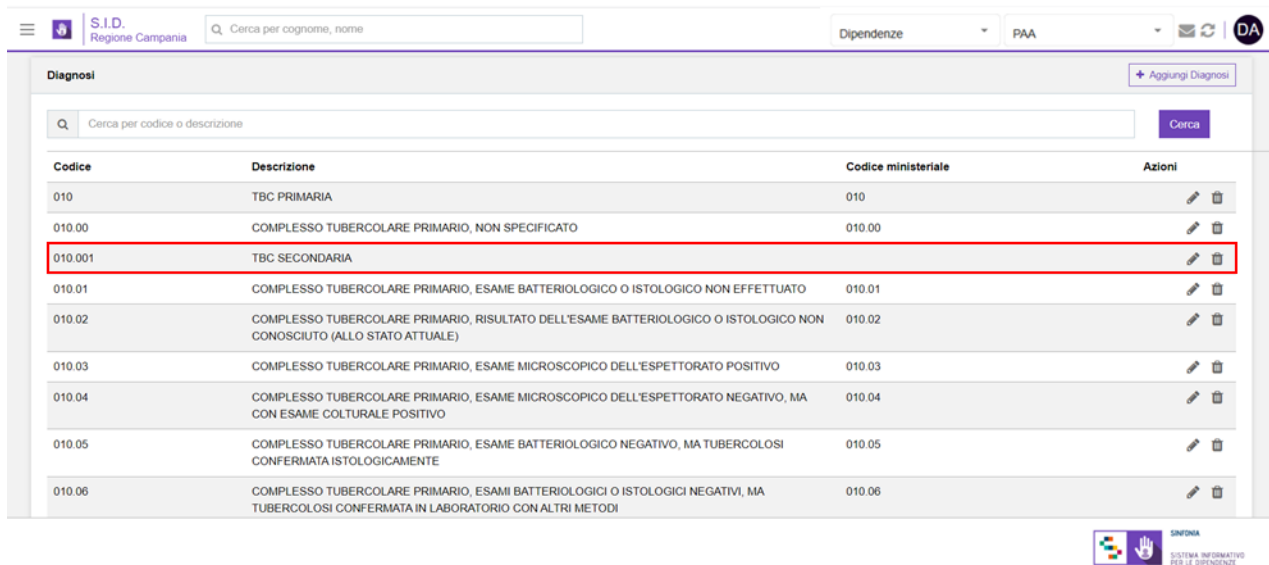 S.I.D.
Regione Campania
Cerca per cognome, nome
Dipendenze
PAA
DA
Diagnosi
+ Aggiungi Diagnosi
Cerca per codice o descrizione
Cerca
Codice Descrizione Codice ministeriale Azioni
010 TBC PRIMARIA 010
010.00 COMPLESSO TUBERCOLARE PRIMARIO, NON SPECIFICATO 010.00
010.001 TBC SECONDARIA
010.01 COMPLESSO TUBERCOLARE PRIMARIO, ESAME BATTERIOLOGICO O ISTOLOGICO NON EFFETTUATO 010.01
010.02 COMPLESSO TUBERCOLARE PRIMARIO, RISULTATO DELL'ESAME BATTERIOLOGICO O ISTOLOGICO NON 010.02
CONOSCIUTO (ALLO STATO ATTUALE)
010.03 COMPLESSO TUBERCOLARE PRIMARIO, ESAME MICROSCOPICO DELL'ESPETTORATO POSITIVO 010.03
010.04 COMPLESSO TUBERCOLARE PRIMARIO, ESAME MICROSCOPICO DELL'ESPETTORATO NEGATIVO, MA 010.04
CON ESAME COLTURALE POSITIVO
010.05 COMPLESSO TUBERCOLARE PRIMARIO, ESAME BATTERIOLOGICO NEGATIVO, MA TUBERCOLOSI 010.05
CONFERMATA ISTOLOGICAMENTE
010.06 COMPLESSO TUBERCOLARE PRIMARIO, ESAMI BATTERIOLOGICI O ISTOLOGICI NEGATIVI, MA 010.06
TUBERCOLOSI CONFERMATA IN LABORATORIO CON ALTRI METODI
SINFONIA
SISTEMA INFORMATIVO
PER LE DIPENDENZE